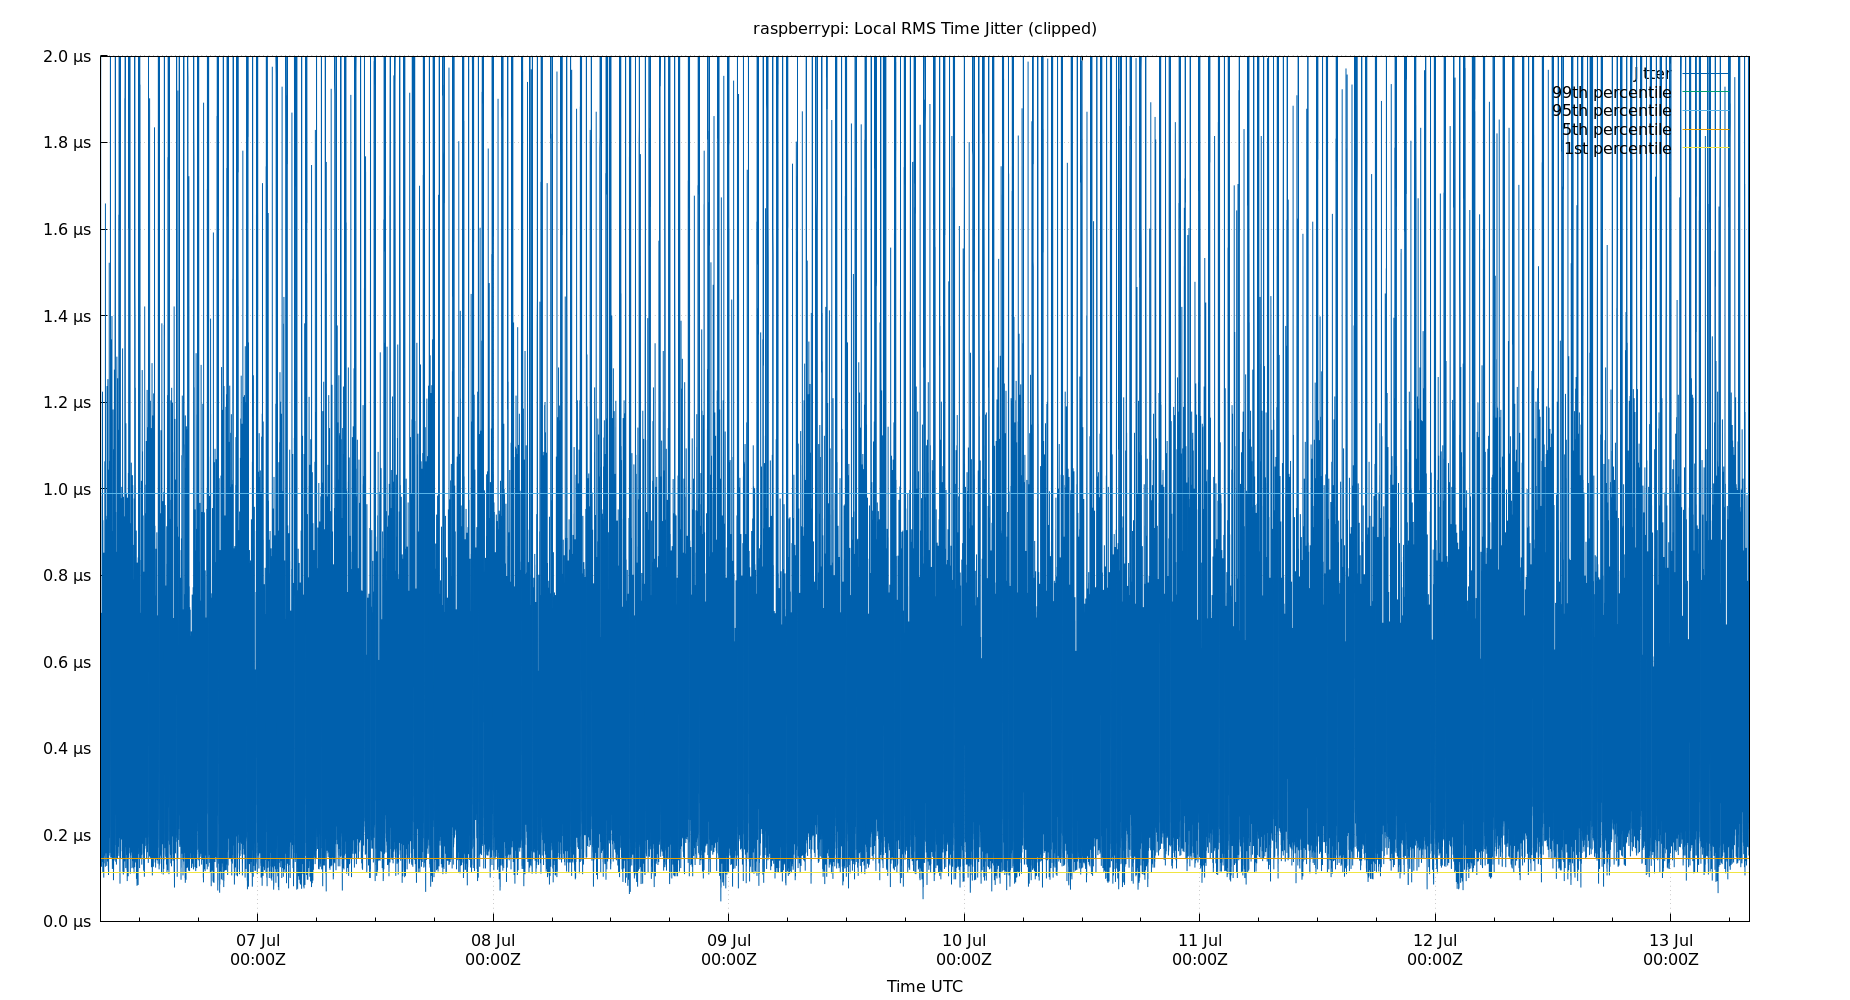 raspberrypi: Local RMS Time Jitter (clipped)
2.0 µs
1.8 µs
1.6 µs
1.4 µs
1.2 µs
1.0 µs
0.8 µs
0.6 µs
0.4 µs
0.2 µs
0.0 µs
Jitter
99th percentile
95th percentile
5th percentile
1st percentile
07 Jul
00:00Z
08 Jul
00:00Z
09 Jul
00:00Z
10 Jul
00:00Z
11 Jul
00:00Z
12 Jul
00:00Z
13 Jul
00:00Z
Time UTC